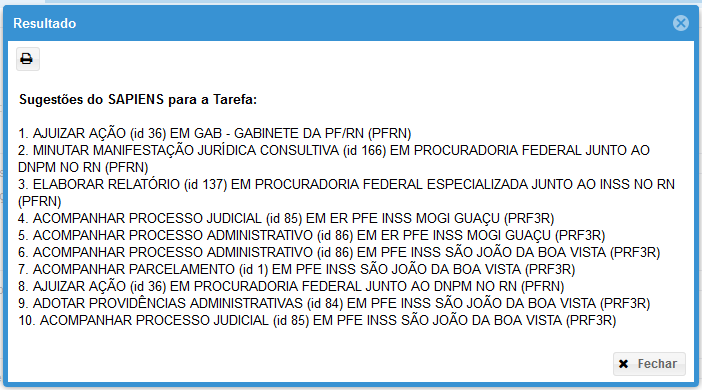 Resultado
Sugestões do SAPIENS para a Tarefa:
1. AJUIZAR AÇÃO (id 36) EM GAB - GABINETE DA PF/RN (PFRN)
2. MINUTAR MANIFESTAÇÃO JURÍDICA CONSULTIVA (id 166) EM PROCURADORIA FEDERAL JUNTO AO
DNPM NO RN (PFRN)
3. ELABORAR RELATÓRIO (id 137) EM PROCURADORIA FEDERAL ESPECIALIZADA JUNTO AO INSS NO RN
(PFRN)
4. ACOMPANHAR PROCESSO JUDICIAL (id 85) EM ER PFE INSS MOGI GUAÇU (PRF3R)
5. ACOMPANHAR PROCESSO ADMINISTRATIVO (id 86) EM ER PFE INSS MOGI GUAÇU (PRF3R)
6. ACOMPANHAR PROCESSO ADMINISTRATIVO (id 86) EM PFE INSS SÃO JOÃO DA BOA VISTA (PRF3R)
7. ACOMPANHAR PARCELAMENTO (id 1) EM PFE INSS SÃO JOÃO DA BOA VISTA (PRF3R)
8. AJUIZAR AÇÃO (id 36) EM PROCURADORIA FEDERAL JUNTO AO DNPM NO RN (PFRN)
9. ADOTAR PROVIDÊNCIAS ADMINISTRATIVAS (id 84) EM PFE INSS SÃO JOÃO DA BOA VISTA (PRF3R)
10. ACOMPANHAR PROCESSO JUDICIAL (id 85) EM PFE INSS SÃO JOÃO DA BOA VISTA (PRF3R)
Fechar